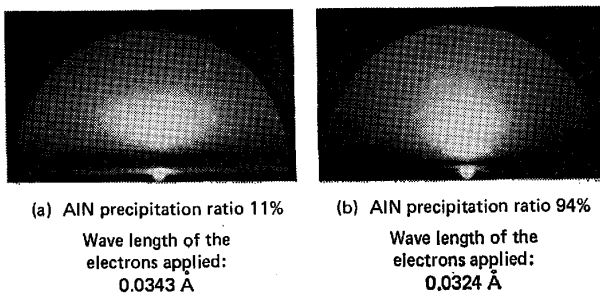 (a) AIN precipitation ratio 11%
Wave length of the
electrons applied:
0.0343 Å
(b) AIN precipitation ratio 94%
Wave length of the
electrons applied:
0.0324 Å